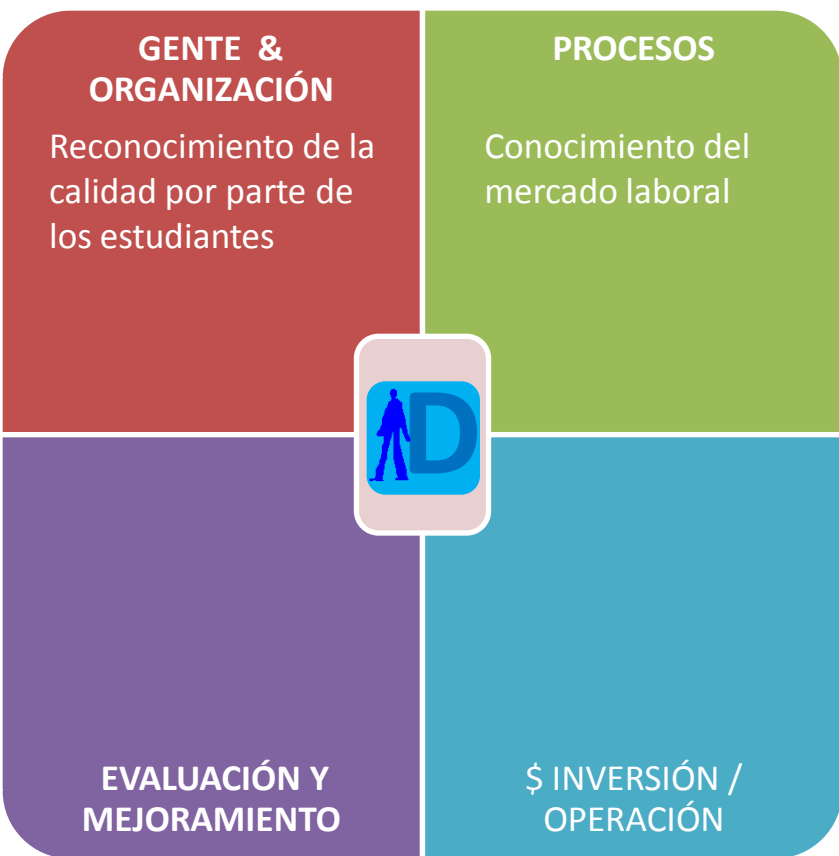 GENTE &
ORGANIZACIÓN
Reconocimiento de la
calidad por parte de
los estudiantes
PROCESOS
Conocimiento del
mercado laboral
D
EVALUACIÓN Y
MEJORAMIENTO
$ INVERSIÓN /
OPERACIÓN